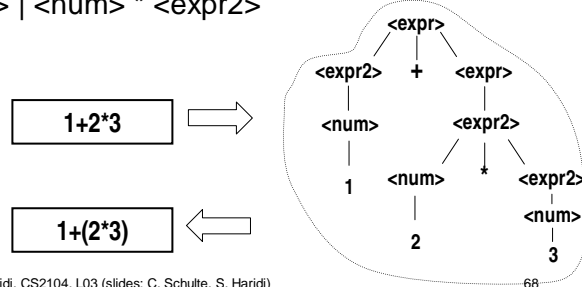 > | <num> * <expr2>
<expr>
<expr2> + <expr>
1+2*3
<num> <expr2>
1 <num> * <expr2>
<num>
1+(2*3)
2 3
idi, CS2104, L03 (slides: C. Schulte, S. Haridi) 68